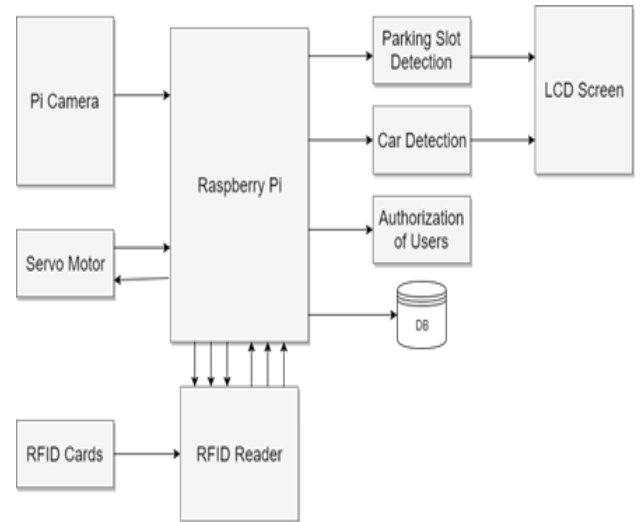 Pi Camera
Servo Motor
RFID Cards
Raspberry Pi
RFID Reader
Parking Slot
Detection
Car Detection
Authorization
of Users
DB
LCD Screen